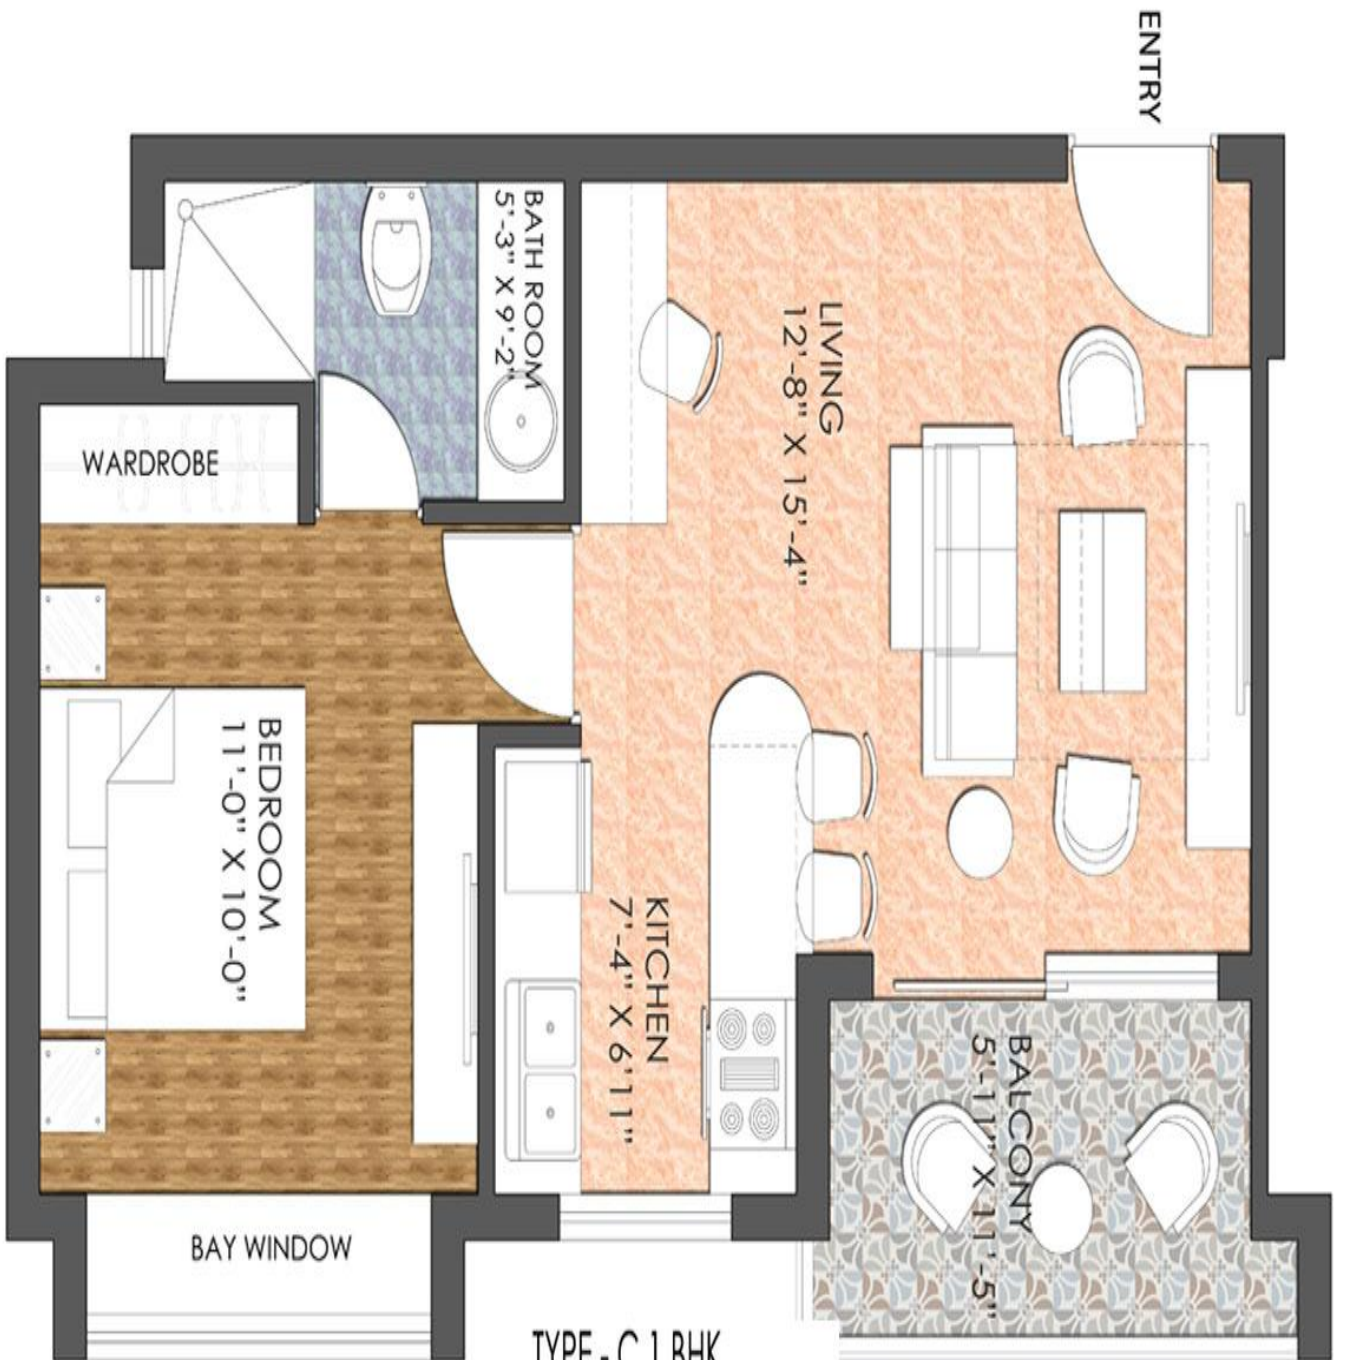 ENTRY
BATH ROOM
5'-3" X 9'-2"
LIVING
12'-8" X 15'-4"
WARDROBE
BEDROOM
11'-0" X 10'-0"
KITCHEN
7'-4" X 6'11"
BALCONY
5'-11" X 11'-5"
BAY WINDOW
TYPE - C 1 BHK